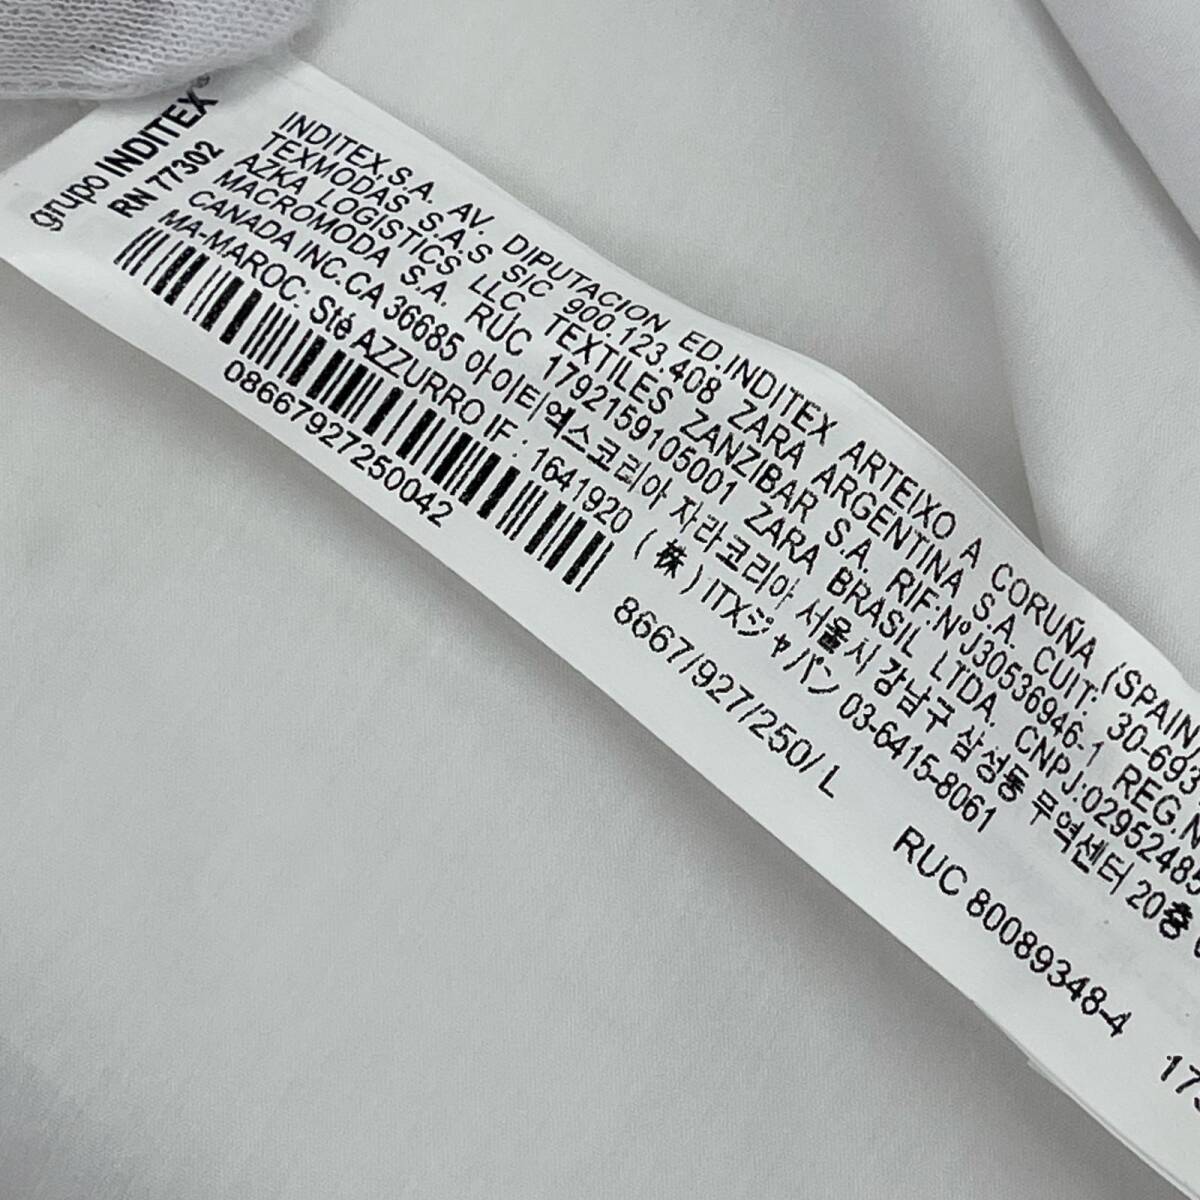 grupo INDITEX®
RN 77302
INDITEX,S.A. AV. DIPUTACION ED.INDITEX ARTEIXO A CORUÑA (SPAIN)
TEXMODAS S.A.S SIC 900.123.408 ZARA ARGENTINA S.A. CUIT: 30-693
AZKA LOGISTICS LLC TEXTILES ZANZIBAR S.A. RIF:NºJ30536946-1 REG.N
MACROMODA S.A. RUC 1792159105001 ZARA BRASIL LTDA. CNPJ:02952485
CANADA INC.CA 36685 아이티엑스코리아 자라코리아 서울시 강남구 삼성동 무역센터 20층
MA-MAROC: Sté AZZURRO IF : 1641920 (株) ITXジャパン 03-6415-8061
08667927250042
8667/927/250/ L
RUC 80089348-4
173